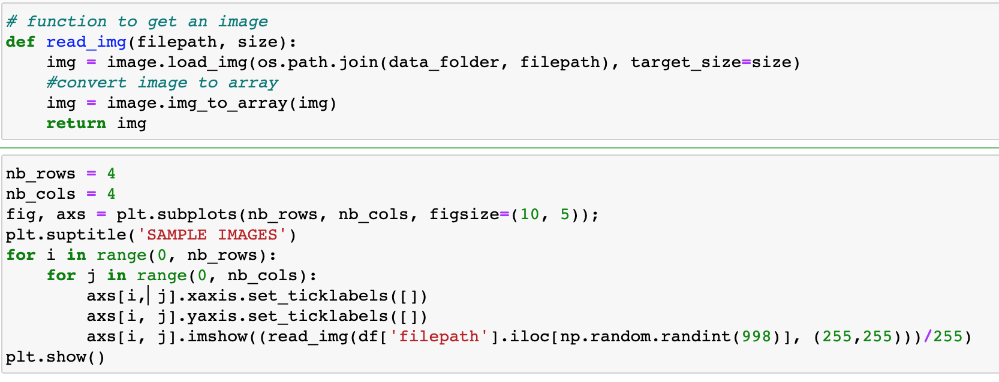 # function to get an image
def read_img(filepath, size):
    img = image.load_img(os.path.join(data_folder, filepath), target_size=size)
    #convert image to array
    img = image.img_to_array(img)
    return img
nb_rows = 4
nb_cols = 4
fig, axs = plt.subplots(nb_rows, nb_cols, figsize=(10, 5));
plt.suptitle('SAMPLE IMAGES')
for i in range(0, nb_rows):
    for j in range(0, nb_cols):
        axs[i, j].xaxis.set_ticklabels([])
        axs[i, j].yaxis.set_ticklabels([])
        axs[i, j].imshow((read_img(df['filepath'].iloc[np.random.randint(998)], (255,255)))/255)
plt.show()